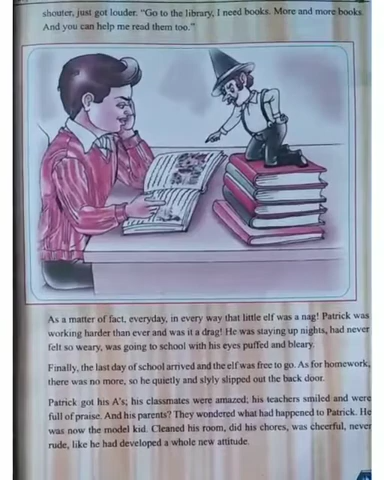 shouter, just got louder. "Go to the library, I need books. More and more books.
And you can help me read them too."
As a matter of fact, everyday, in every way that little elf was a nag! Patrick was
working harder than ever and was it a drag! He was staying up nights, had never
felt so weary, was going to school with his eyes puffed and bleary.
Finally, the last day of school arrived and the elf was free to go. As for homework,
there was no more, so he quietly and slyly slipped out the back door.
Patrick got his A's; his classmates were amazed; his teachers smiled and were
full of praise. And his parents? They wondered what had happened to Patrick. He
was now the model kid. Cleaned his room, did his chores, was cheerful, never
rude, like he had developed a whole new attitude.